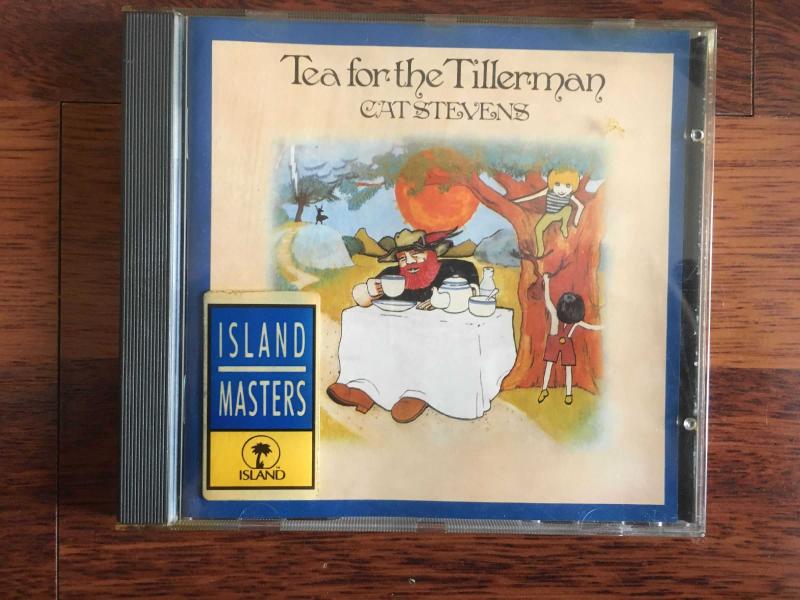 Tea for the Tillerman
CAT STEVENS
ISLAND
MASTERS
ISLAND